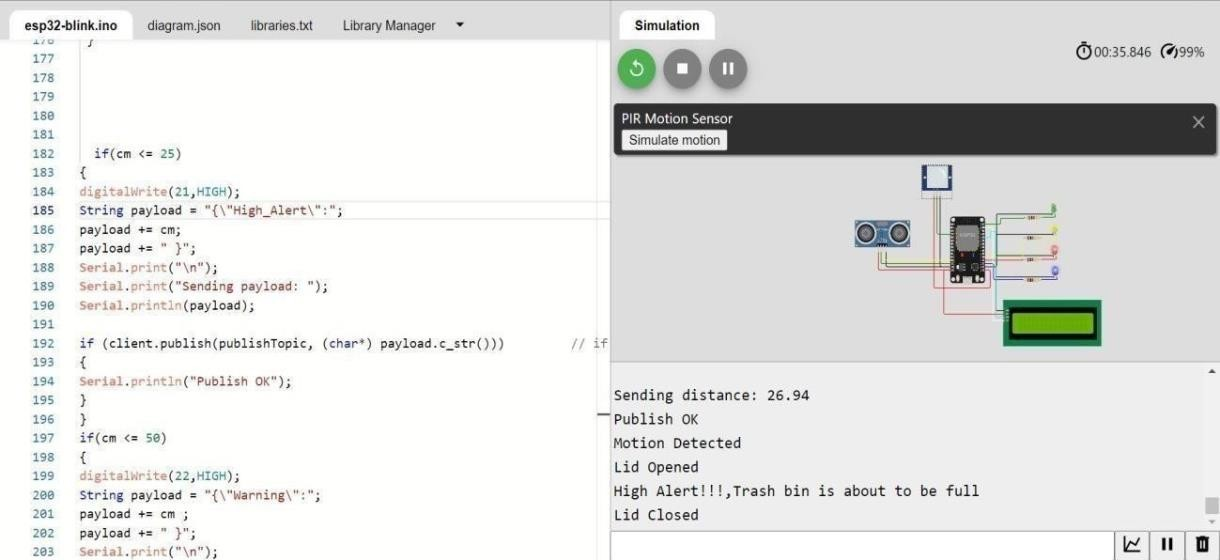 esp32-blink.ino diagram.json libraries.txt Library Manager
176 }
177
178
179
180
181
182 if(cm <= 25)
183 {
184 digitalWrite(21,HIGH);
185 String payload = "{\"High_Alert\":";
186 payload += cm;
187 payload += " }";
188 Serial.print("\n");
189 Serial.print("Sending payload: ");
190 Serial.println(payload);
191
192 if (client.publish(publishTopic, (char*) payload.c_str())) // if
193 {
194 Serial.println("Publish OK");
195 }
196 }
197 if(cm <= 50)
198 {
199 digitalWrite(22,HIGH);
200 String payload = "{\"Warning\":";
201 payload += cm ;
202 payload += " }";
203 Serial.print("\n");
Simulation
00:35.846 99%
PIR Motion Sensor
Simulate motion
Sending distance: 26.94
Publish OK
Motion Detected
Lid Opened
High Alert!!!,Trash bin is about to be full
Lid Closed